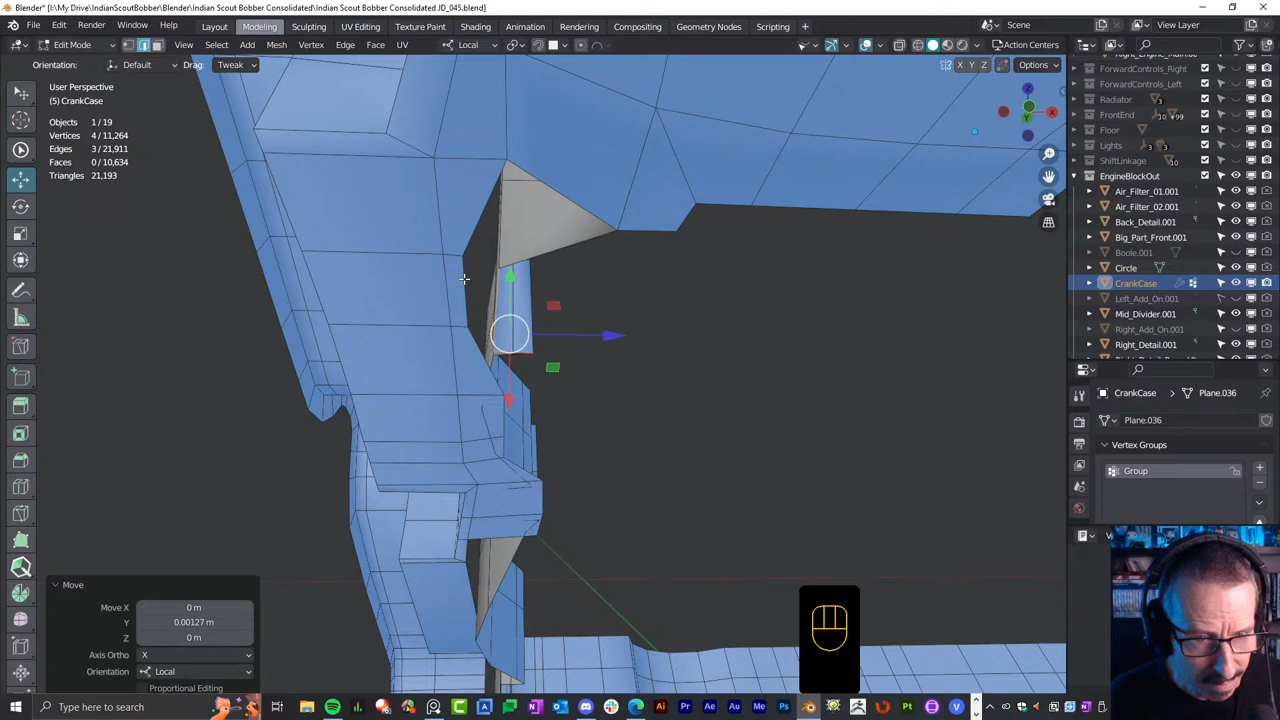 Blender* [I:\My Drive\IndianScoutBobber\Blender\Indian Scout Bobber Consolidated\Indian Scout Bobber Consolidated JD_045.blend]
File Edit Render Window Help Layout Modeling Sculpting UV Editing Texture Paint Shading Animation Rendering Compositing Geometry Nodes Scripting + Scene View Layer
Edit Mode View Select Add Mesh Vertex Edge Face UV Local Action Centers
Orientation: Default Drag: Tweak X Y Z Options
User Perspective
(5) CrankCase
Objects 1 / 19
Vertices 4 / 11,264
Edges 3 / 21,911
Faces 0 / 10,634
Triangles 21,193
Z
X
Y
ForwardControls_Right
ForwardControls_Left
Radiator 3
FrontEnd 10 +99
Floor
Lights 3 3
ShiftLinkage 10
EngineBlockOut
Air_Filter_01.001
Air_Filter_02.001
Back_Detail.001
Big_Part_Front.001
Boole.001
Circle
CrankCase
Left_Add_On.001
Mid_Divider.001
Right_Add_On.001
Right_Detail.001
CrankCase > Plane.036
Plane.036
Vertex Groups
Group
Move
Move X 0 m
Y 0.00127 m
Z 0 m
Axis Ortho X
Orientation Local
Proportional Editing
Type here to search